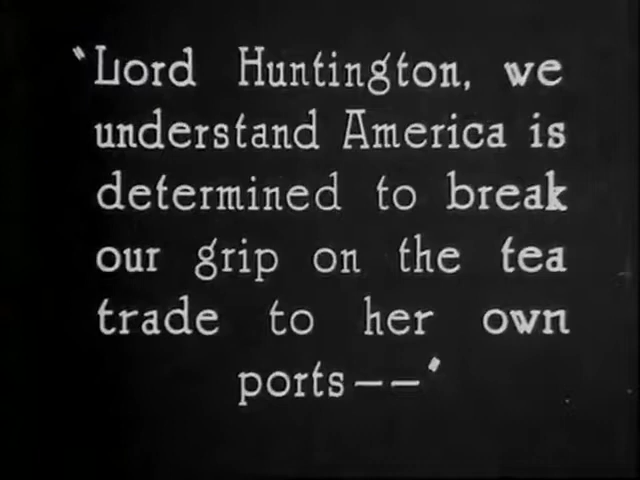 "Lord Huntington, we
understand America is
determined to break
our grip on the tea
trade to her own
ports——"